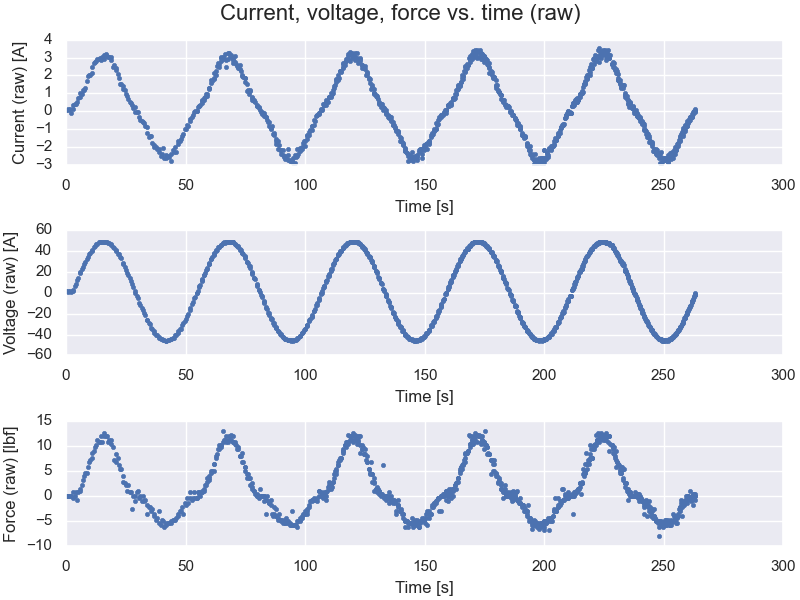 Current, voltage, force vs. time (raw)
Current (raw) [A]
4
3
2
1
0
−1
−2
−3
0 50 100 150 200 250 300
Time [s]
Voltage (raw) [A]
60
40
20
0
−20
−40
−60
0 50 100 150 200 250 300
Time [s]
Force (raw) [lbf]
15
10
5
0
−5
−10
0 50 100 150 200 250 300
Time [s]